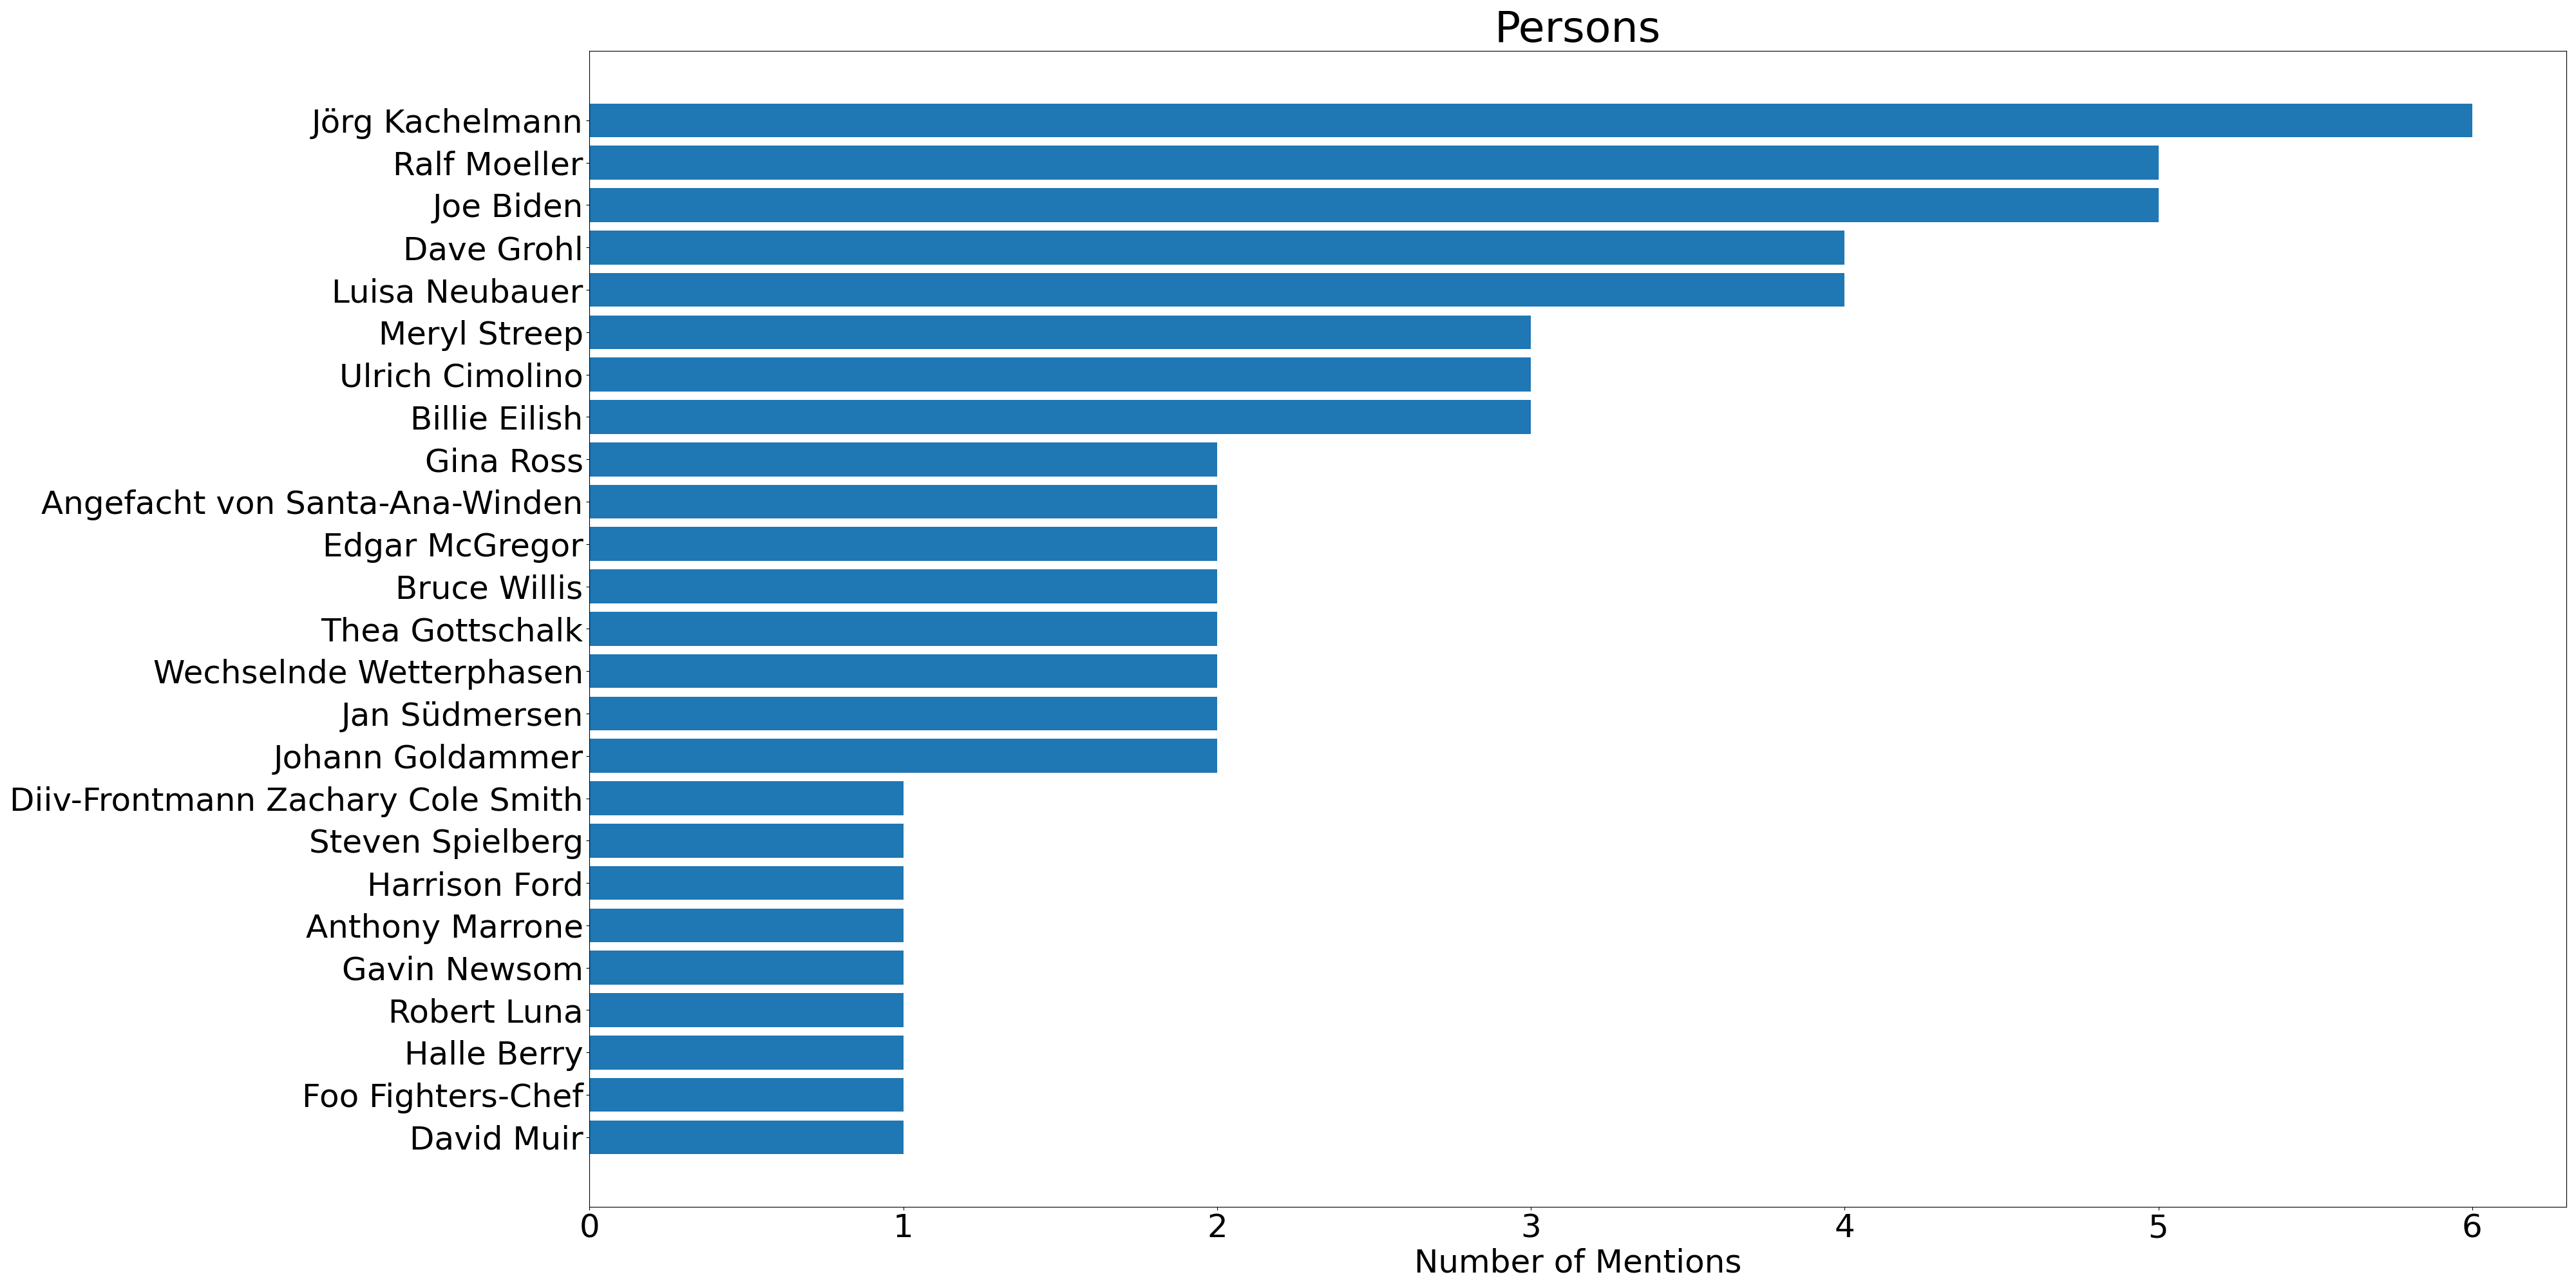 Persons
Jörg Kachelmann
Ralf Moeller
Joe Biden
Dave Grohl
Luisa Neubauer
Meryl Streep
Ulrich Cimolino
Billie Eilish
Gina Ross
Angefacht von Santa-Ana-Winden
Edgar McGregor
Bruce Willis
Thea Gottschalk
Wechselnde Wetterphasen
Jan Südmersen
Johann Goldammer
Diiv-Frontmann Zachary Cole Smith
Steven Spielberg
Harrison Ford
Anthony Marrone
Gavin Newsom
Robert Luna
Halle Berry
Foo Fighters-Chef
David Muir
0 1 2 3 4 5 6
Number of Mentions